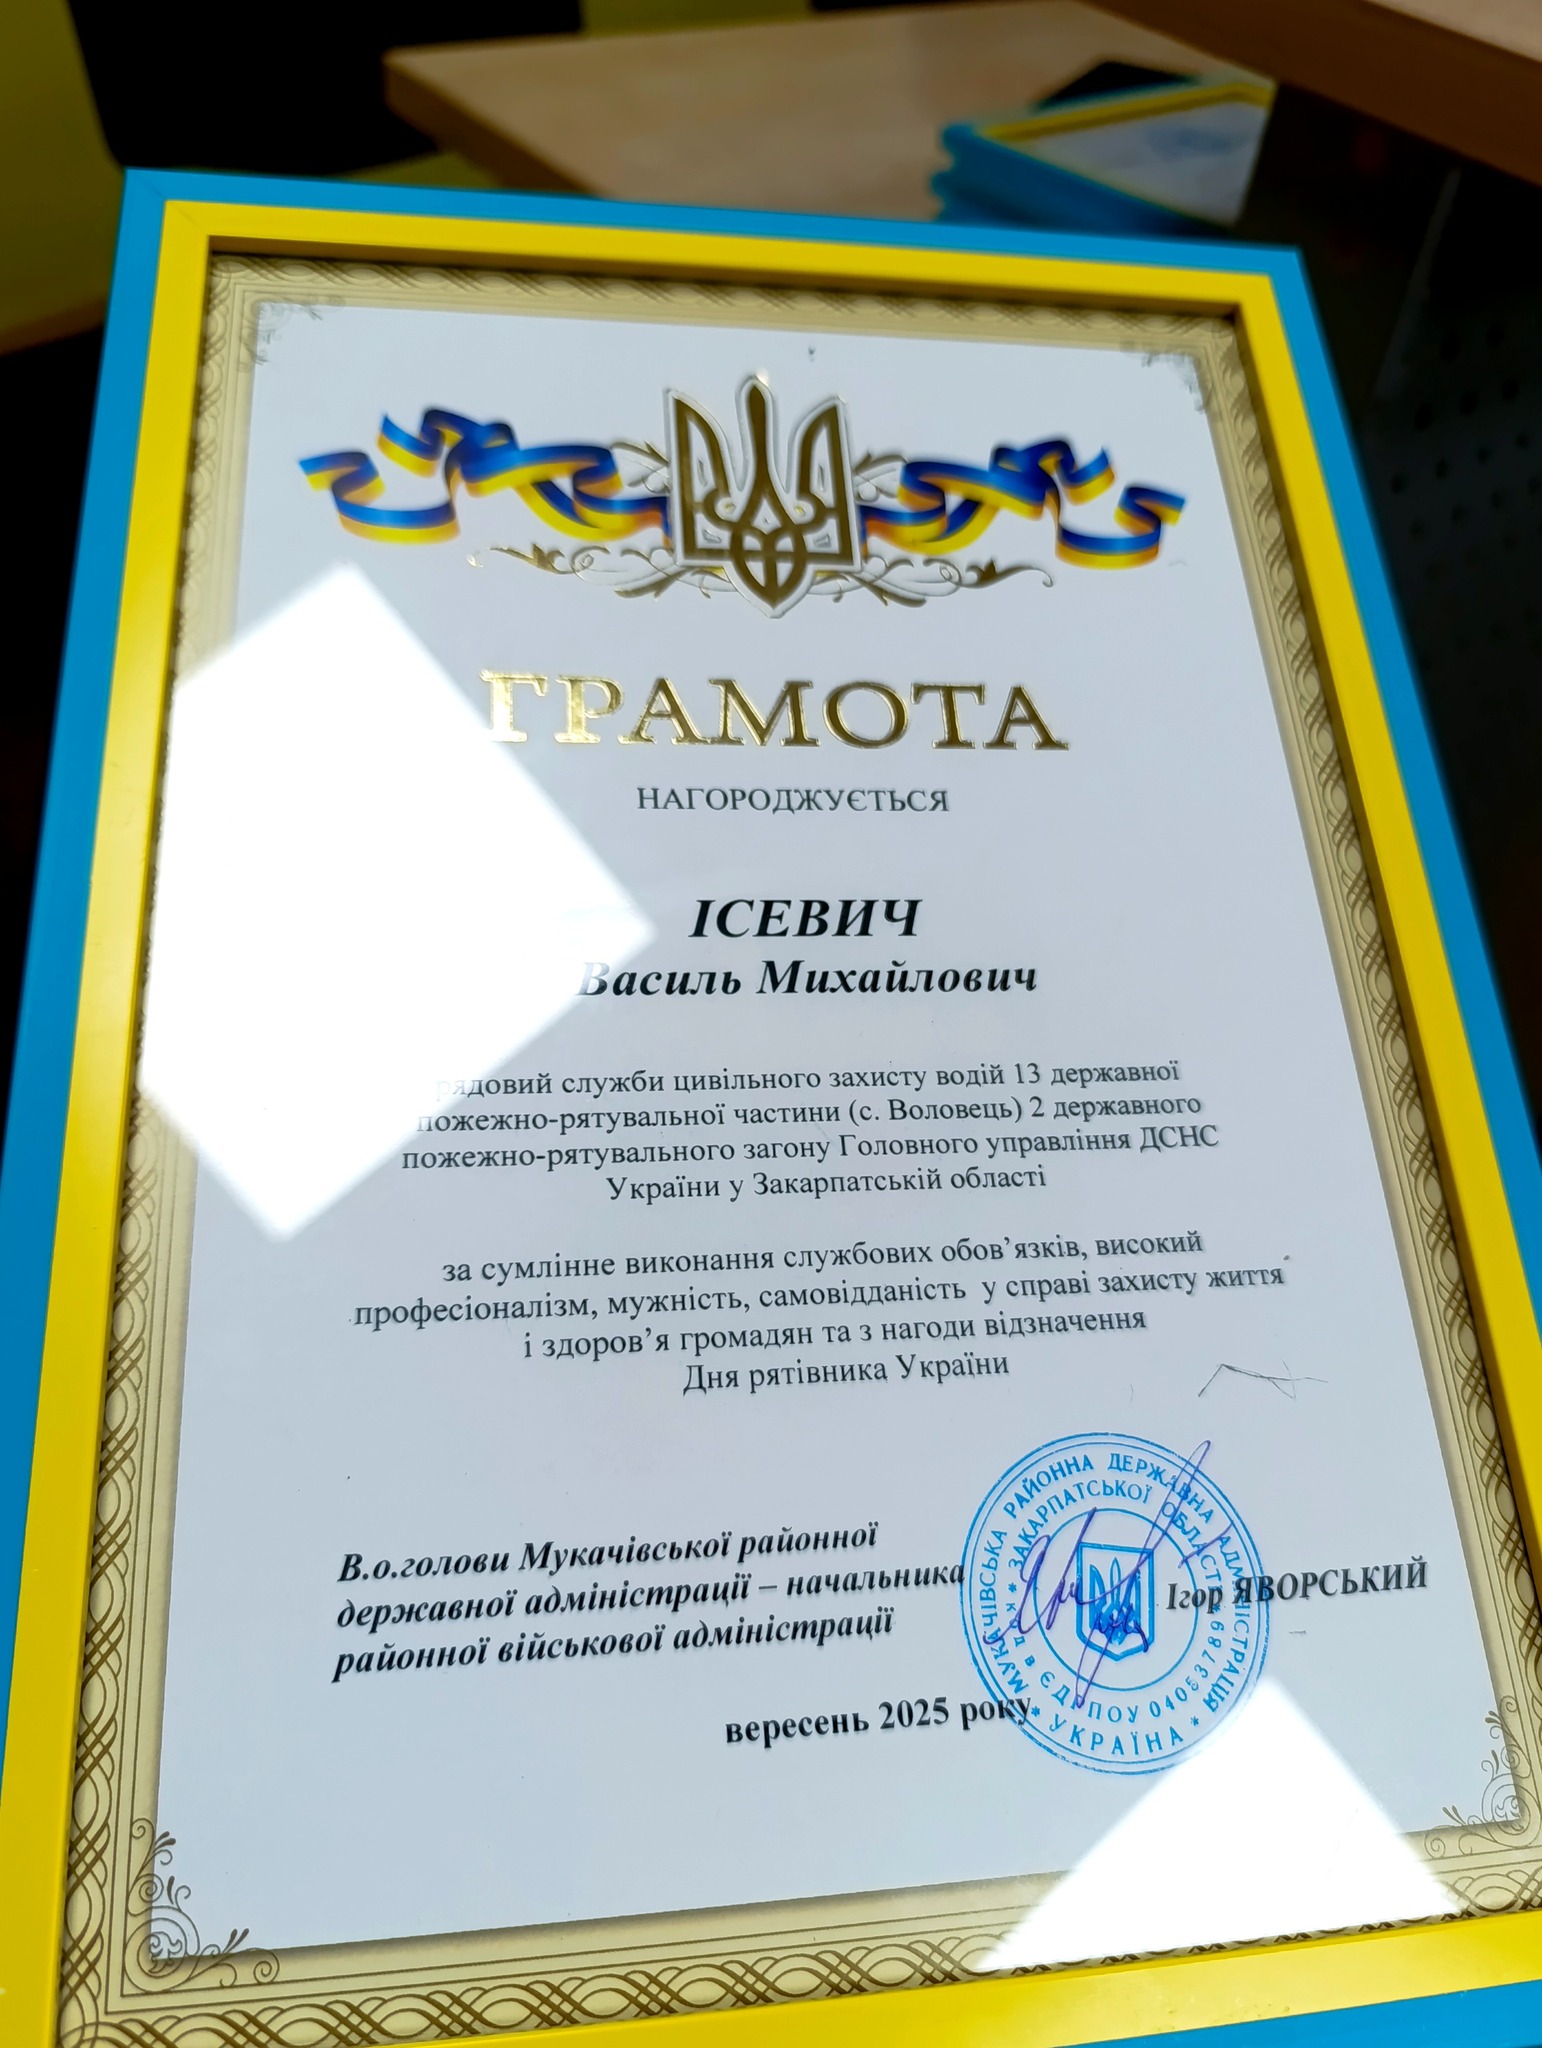 ГРАМОТА
НАГОРОДЖУЄТЬСЯ
ІСЕВИЧ
Василь Михайлович
рядовий служби цивільного захисту водій 13 державної
пожежно-рятувальної частини (с. Воловець) 2 державного
пожежно-рятувального загону Головного управління ДСНС
України у Закарпатській області
за сумлінне виконання службових обов’язків, високий
професіоналізм, мужність, самовідданість у справі захисту життя
і здоров’я громадян та з нагоди відзначення
Дня рятівника України
В.о.голови Мукачівської районної
державної адміністрації – начальника
районної військової адміністрації
Ігор ЯВОРСЬКИЙ
вересень 2025 року
МУКАЧІВСЬКА РАЙОННА ДЕРЖАВНА АДМІНІСТРАЦІЯ
* УКРАЇНА *
* ЗАКАРПАТСЬКОЇ ОБЛАСТІ *
код в ЄДРПОУ 04053789